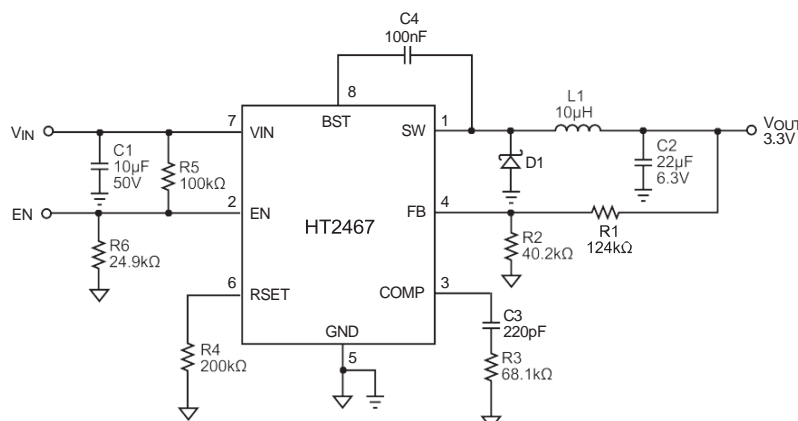 C4
100nF
8
BST
VIN
7
VIN
SW
1
L1
10µH
VOUT
3.3V
C1
10µF
50V
R5
100kΩ
D1
C2
22µF
6.3V
EN
2
EN
HT2467
FB
4
R1
124kΩ
R2
40.2kΩ
R6
24.9kΩ
6
RSET
COMP
3
C3
220pF
GND
5
R4
200kΩ
R3
68.1kΩ